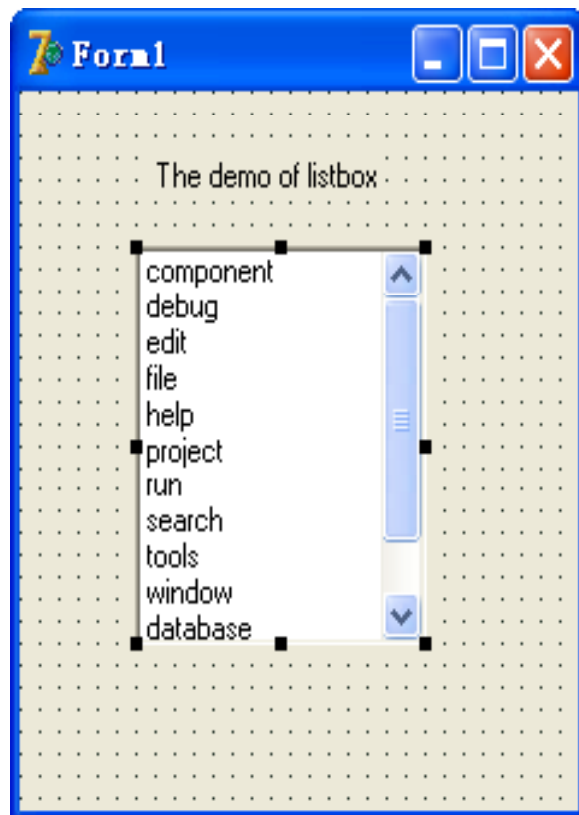 Form1
The demo of listbox
component
debug
edit
file
help
project
run
search
tools
window
database